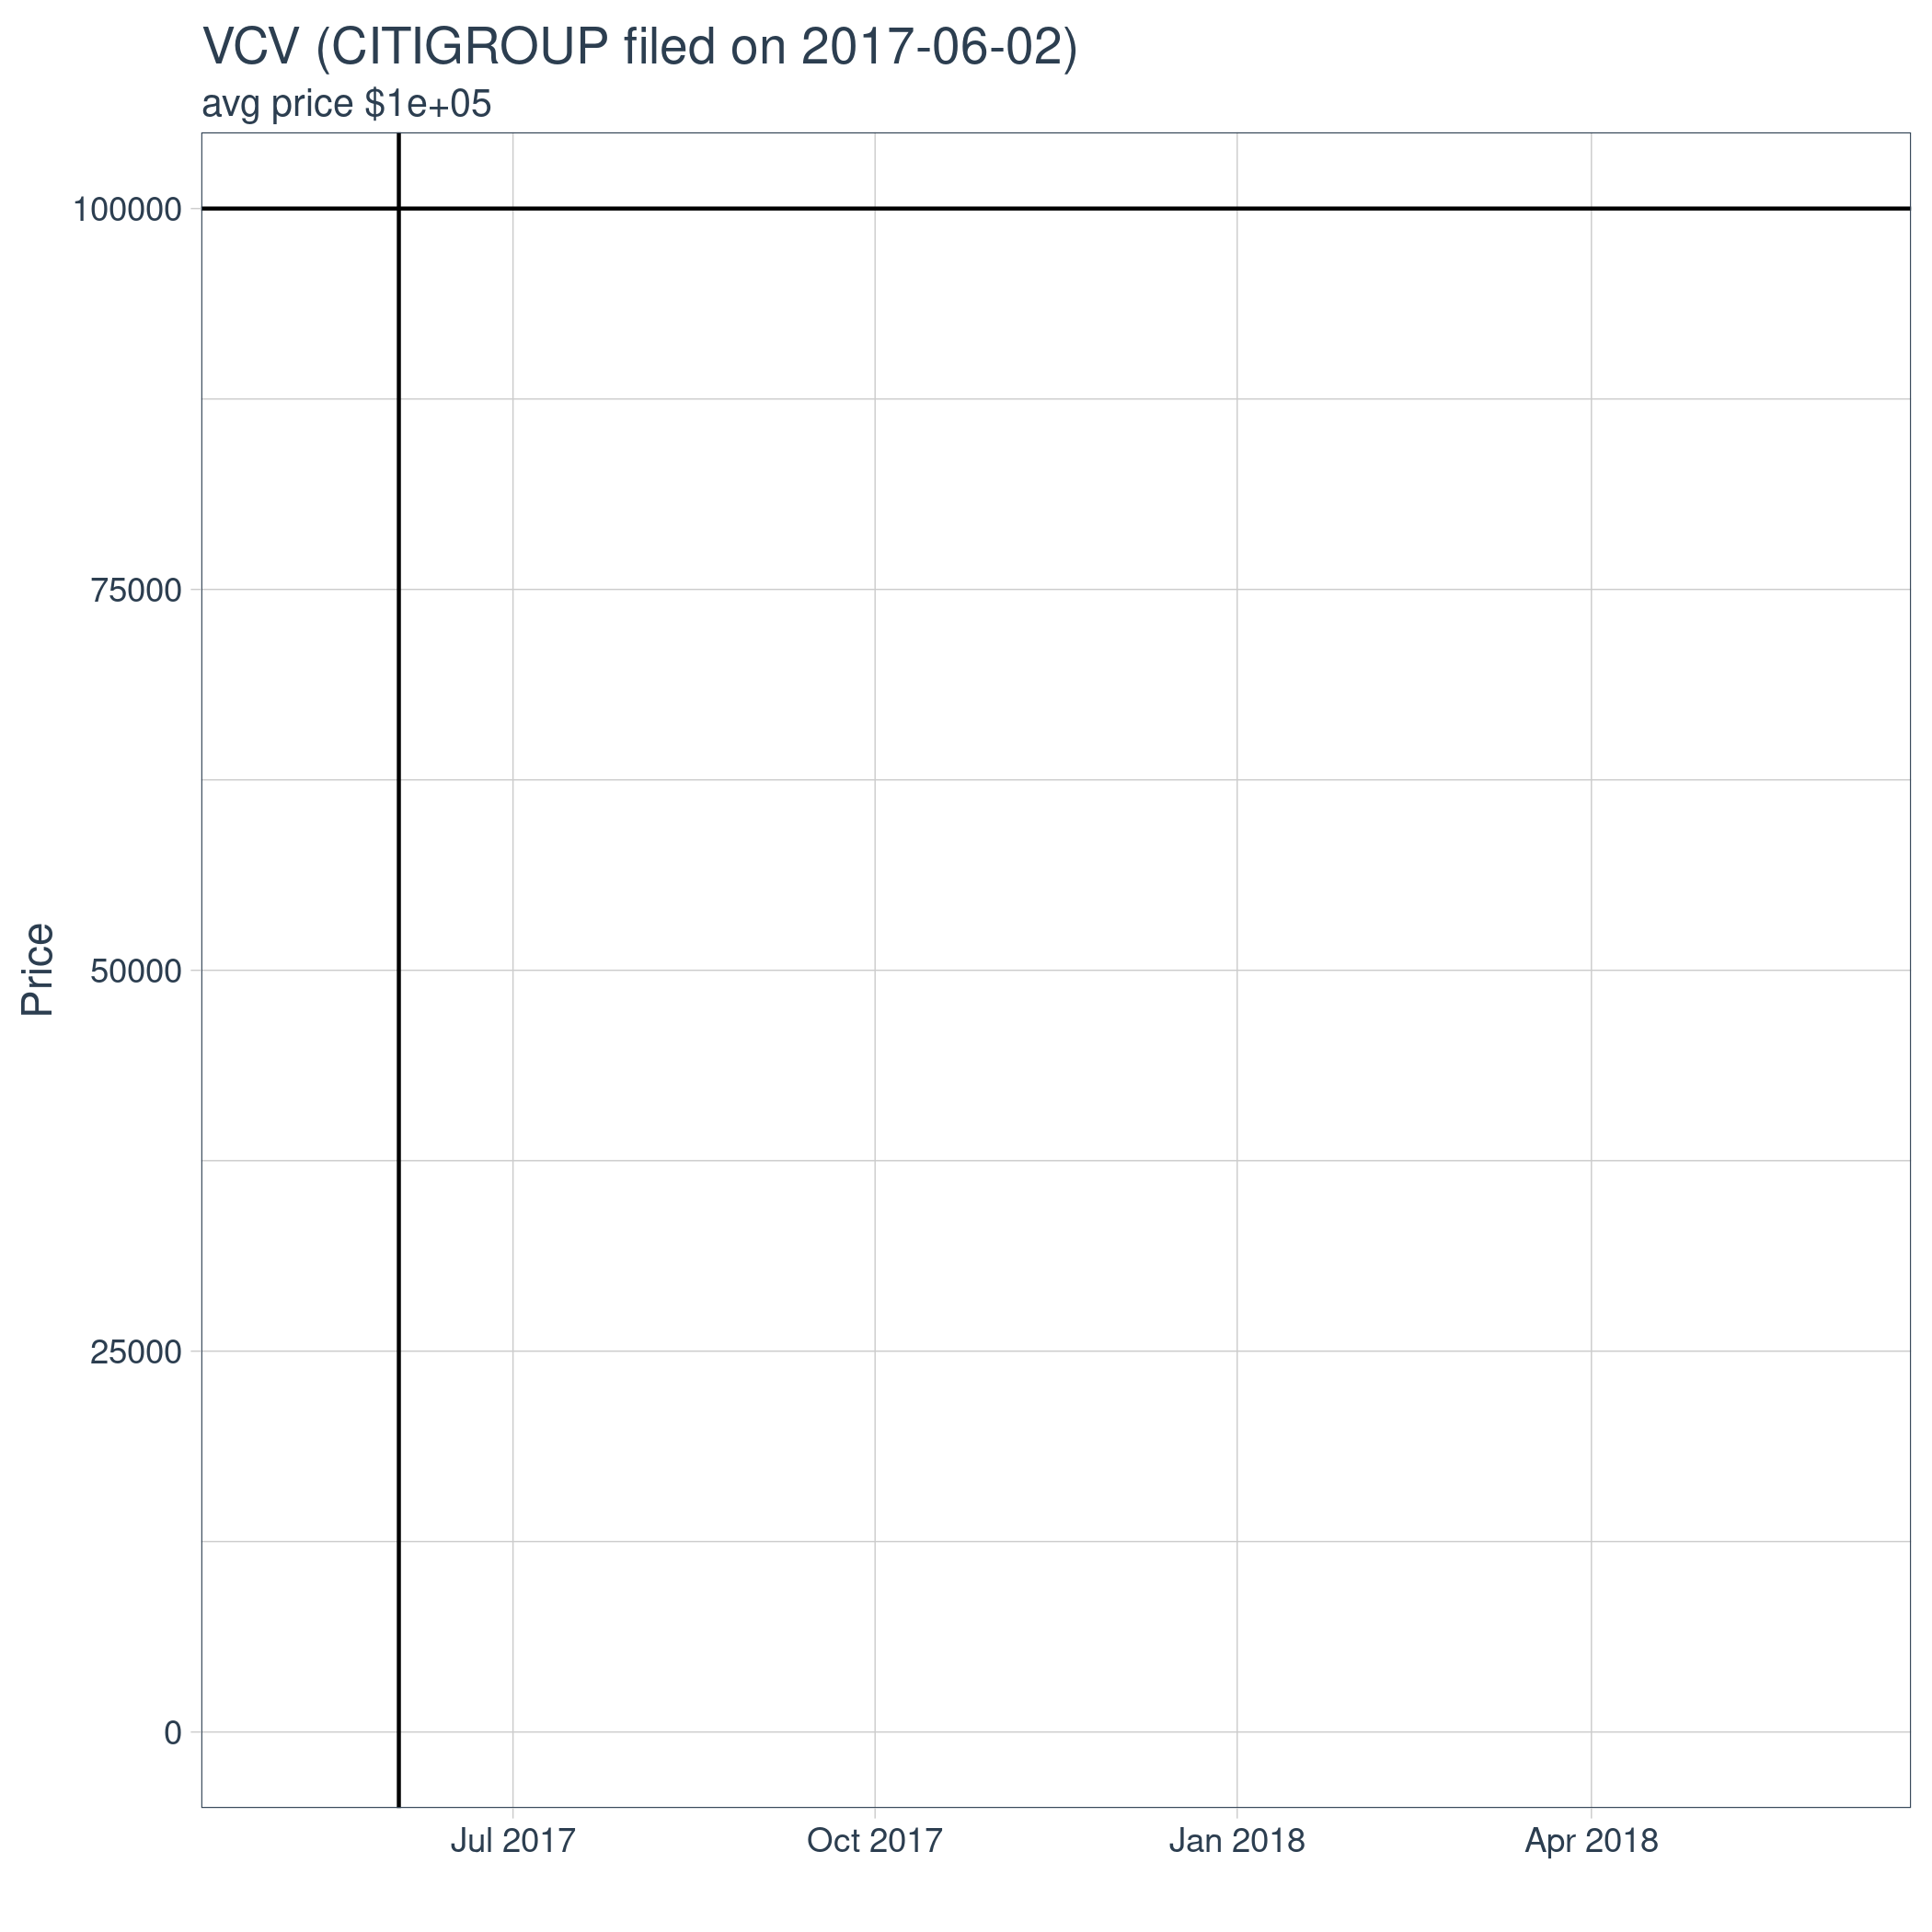 VCV (CITIGROUP filed on 2017-06-02)
avg price $1e+05
Price
100000
75000
50000
25000
0
Jul 2017
Oct 2017
Jan 2018
Apr 2018